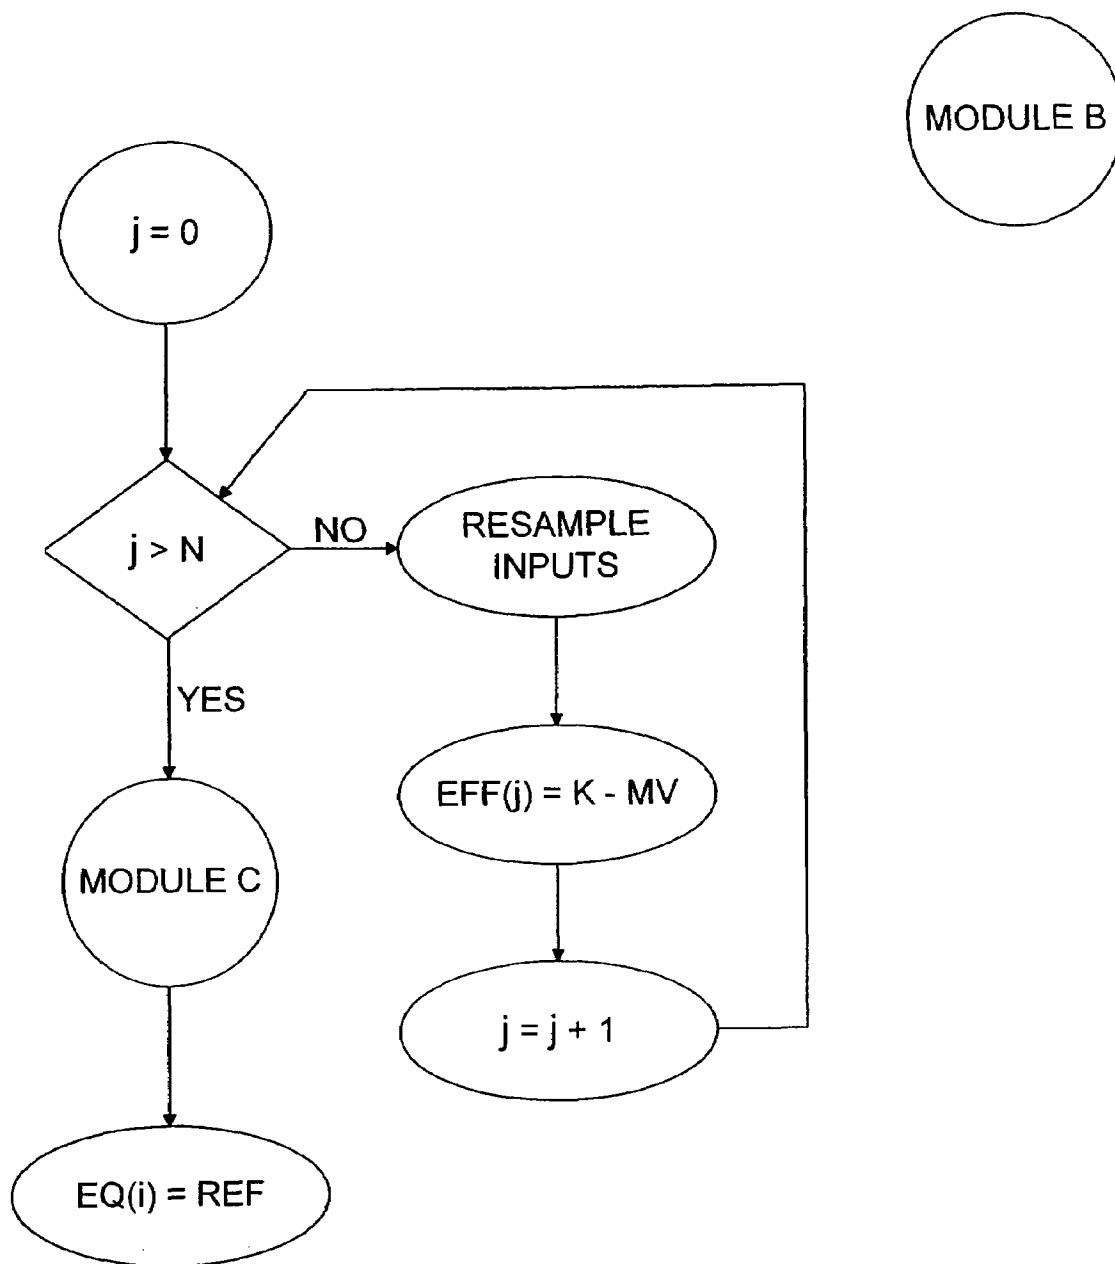 MODULE B
j = 0
j > N
NO
RESAMPLE
INPUTS
YES
EFF(j) = K - MV
MODULE C
j = j + 1
EQ(i) = REF